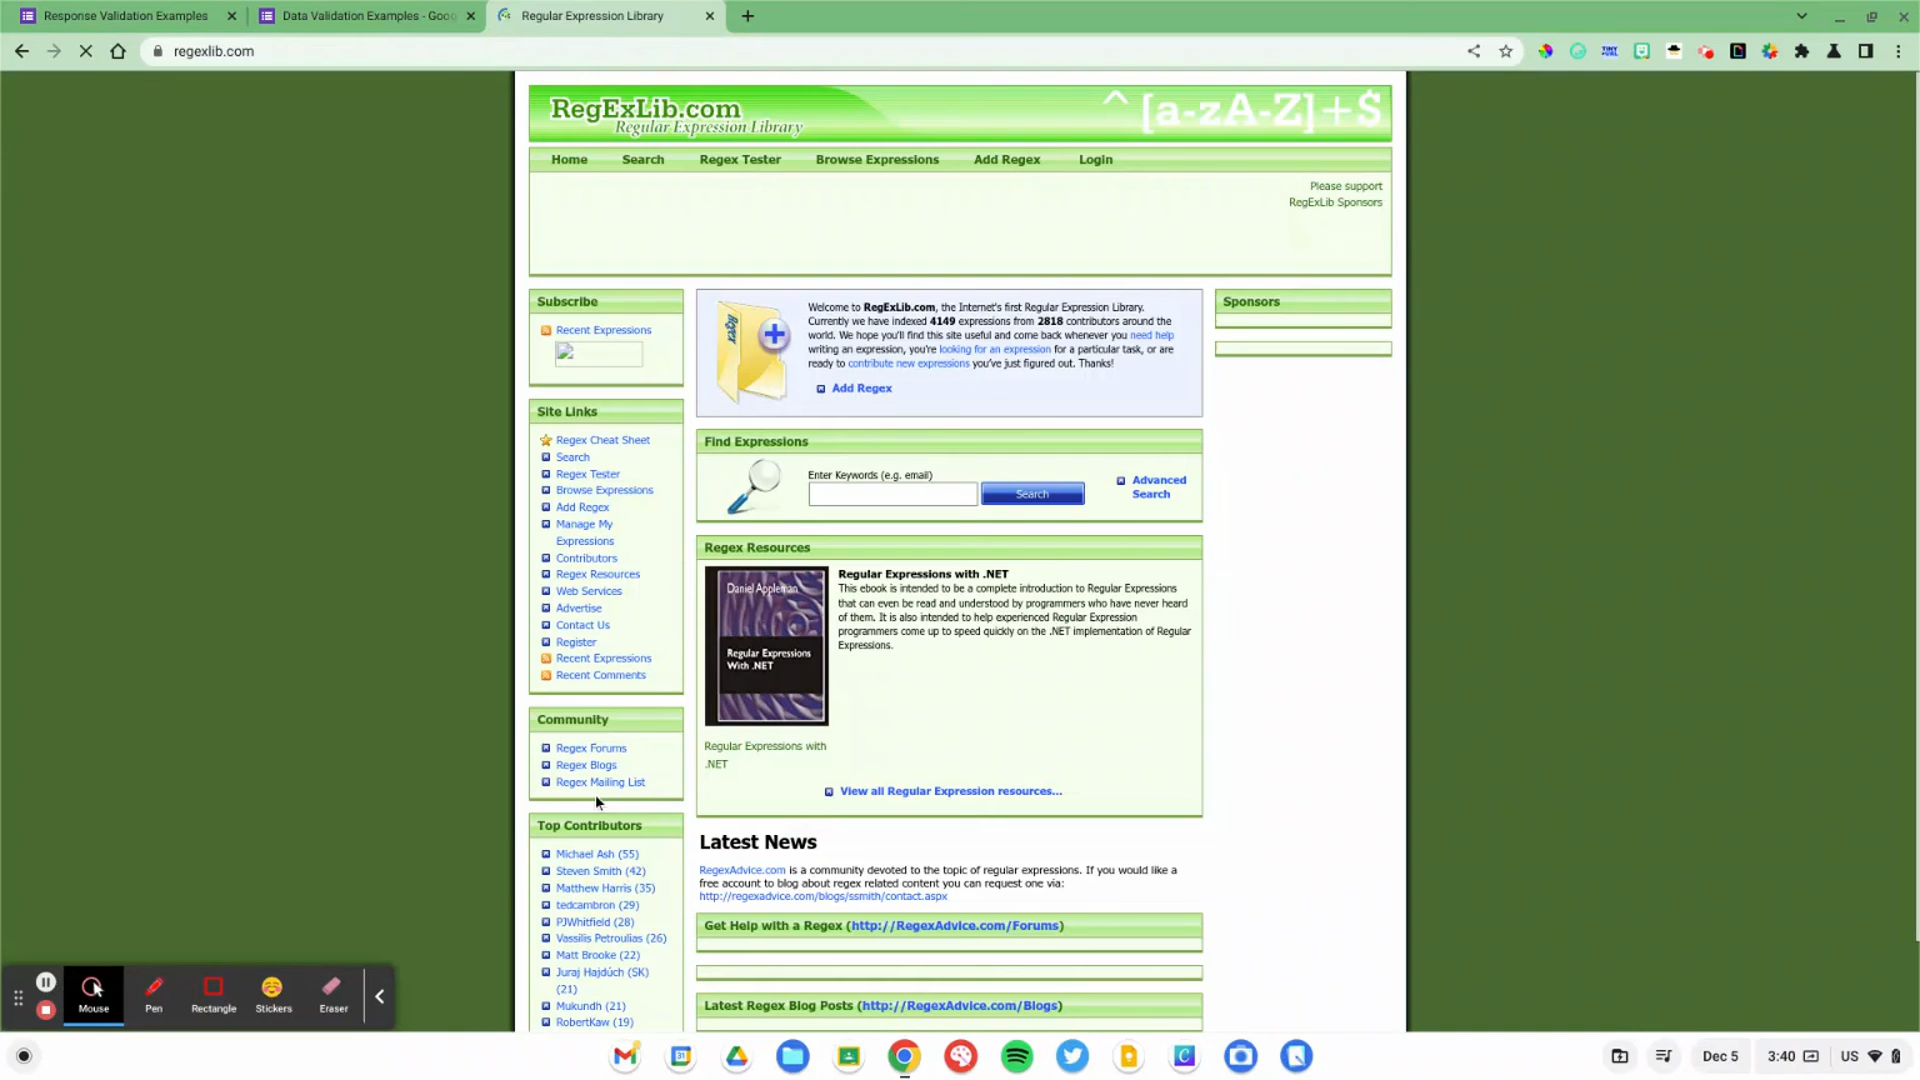 Response Validation Examples
Data Validation Examples - Goog
Regular Expression Library
regexlib.com
RegExLib.com
Regular Expression Library
^[a-zA-Z]+$
Home Search Regex Tester Browse Expressions Add Regex Login
Please support
RegExLib Sponsors
Subscribe
Recent Expressions
Site Links
Regex Cheat Sheet
Search
Regex Tester
Browse Expressions
Add Regex
Manage My
Expressions
Contributors
Regex Resources
Web Services
Advertise
Contact Us
Register
Recent Expressions
Recent Comments
Community
Regex Forums
Regex Blogs
Regex Mailing List
Top Contributors
Michael Ash (55)
Steven Smith (42)
Matthew Harris (35)
tedcambron (29)
PJWhitfield (28)
Vassilis Petroulias (26)
Matt Brooke (22)
Juraj Hajdúch (SK)
(21)
Mukundh (21)
RobertKaw (19)
Regex
Welcome to RegExLib.com, the Internet's first Regular Expression Library.
Currently we have indexed 4149 expressions from 2818 contributors around the
world. We hope you'll find this site useful and come back whenever you need help
writing an expression, you're looking for an expression for a particular task, or are
ready to contribute new expressions you've just figured out. Thanks!
Add Regex
Find Expressions
Enter Keywords (e.g. email)
Search
Advanced
Search
Regex Resources
Daniel Appleman
Regular Expressions
With .NET
Regular Expressions with .NET
This ebook is intended to be a complete introduction to Regular Expressions
that can even be read and understood by programmers who have never heard
of them. It is also intended to help experienced Regular Expression
programmers come up to speed quickly on the .NET implementation of Regular
Expressions.
Regular Expressions with
.NET
View all Regular Expression resources...
Latest News
RegexAdvice.com is a community devoted to the topic of regular expressions. If you would like a
free account to blog about regex related content you can request one via:
http://regexadvice.com/blogs/ssmith/contact.aspx
Get Help with a Regex (http://RegexAdvice.com/Forums)
Latest Regex Blog Posts (http://RegexAdvice.com/Blogs)
Sponsors
Mouse Pen Rectangle Stickers Eraser
Dec 5 3:40 US